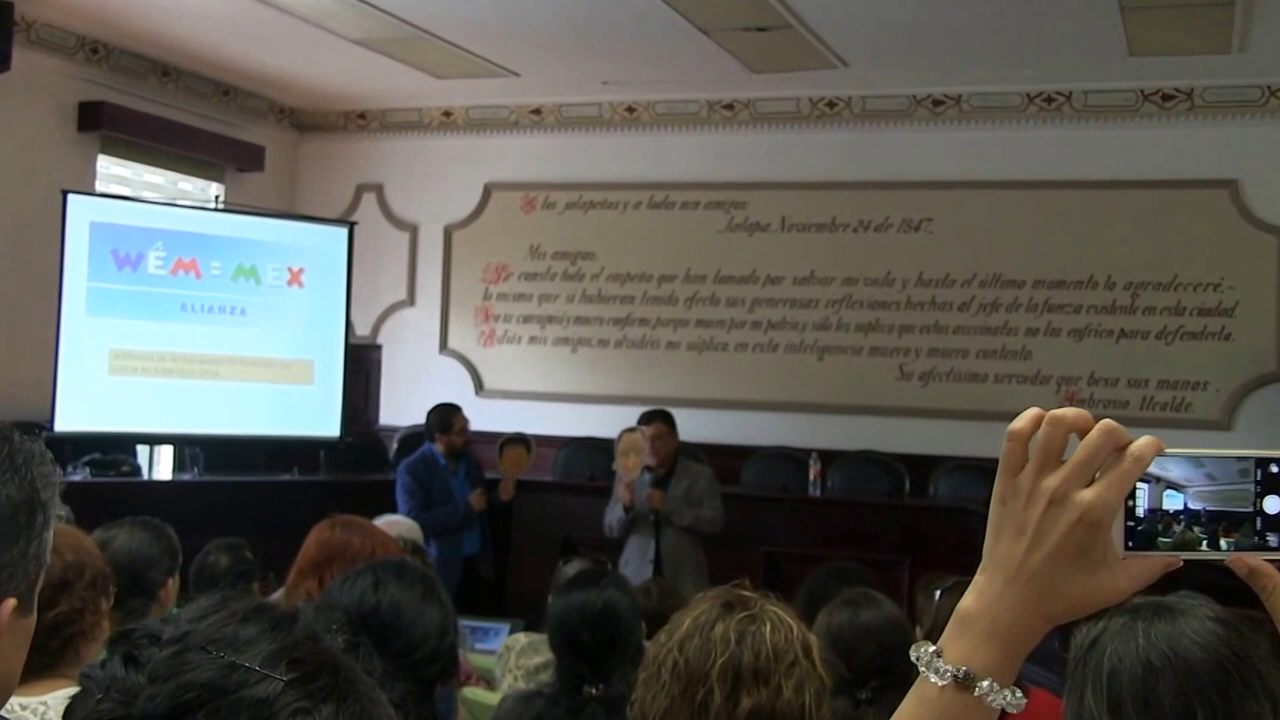 WÉM = MEX
ALIANZA
A los jalapeños y a todos mis amigos:
Jalapa, Noviembre 24 de 1847.
Mis amigos:
Me consta todo el empeño que han tomado por salvar mi vida y hasta el último momento lo agradeceré,-
lo mismo que si hubieran tenido efecto sus generosas reflexiones hechas al jefe de la fuerza existente en esta ciudad.
No se consiguió y muero conforme, porque muero por mi patria y sólo les suplico que estos asesinatos no los enfríen para defenderla.
Adiós mis amigos, no olvidéis mi súplica, en esta inteligencia muero y muero contento.
Su afectísimo servidor que besa sus manos.
Ambrosio Alcalde.